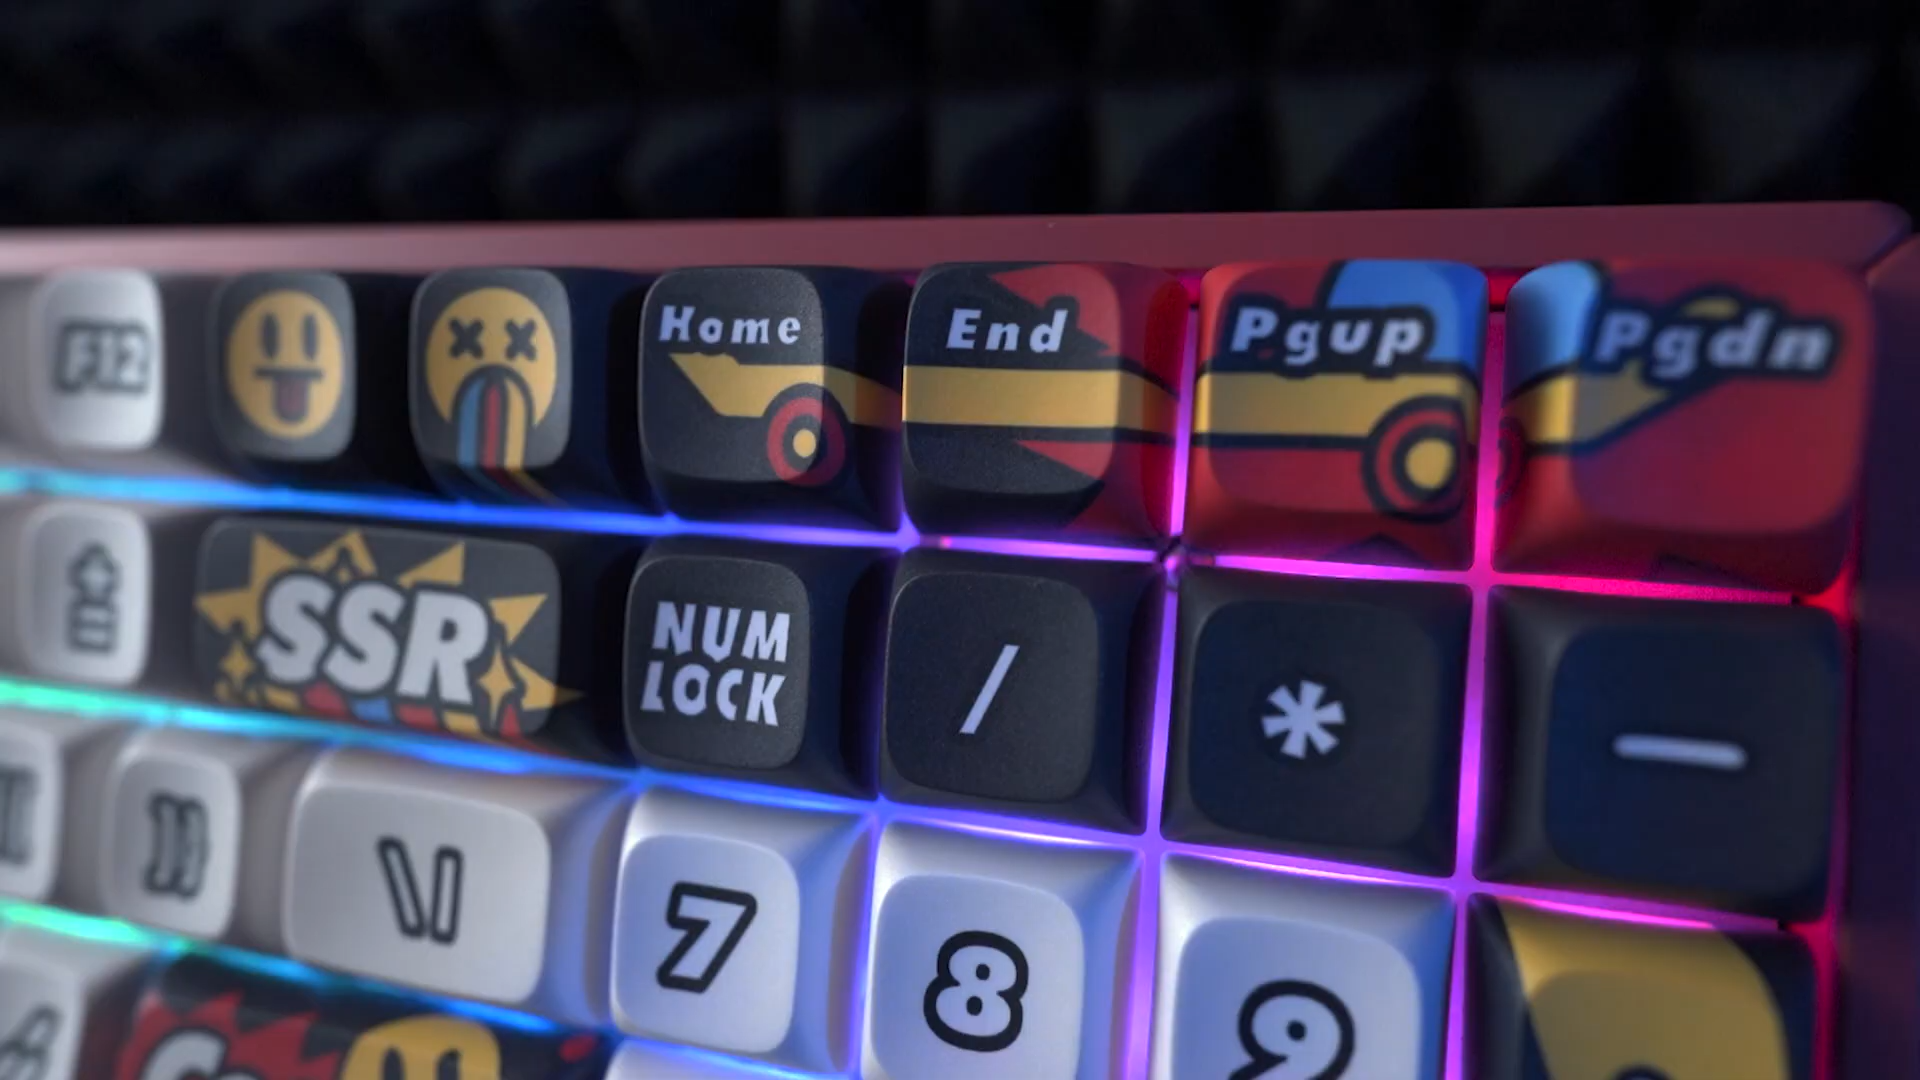 F12
Home
End
Pgup
Pgdn
+
=
SSR
NUM
LOCK
/
*
-
\|
7
8
9